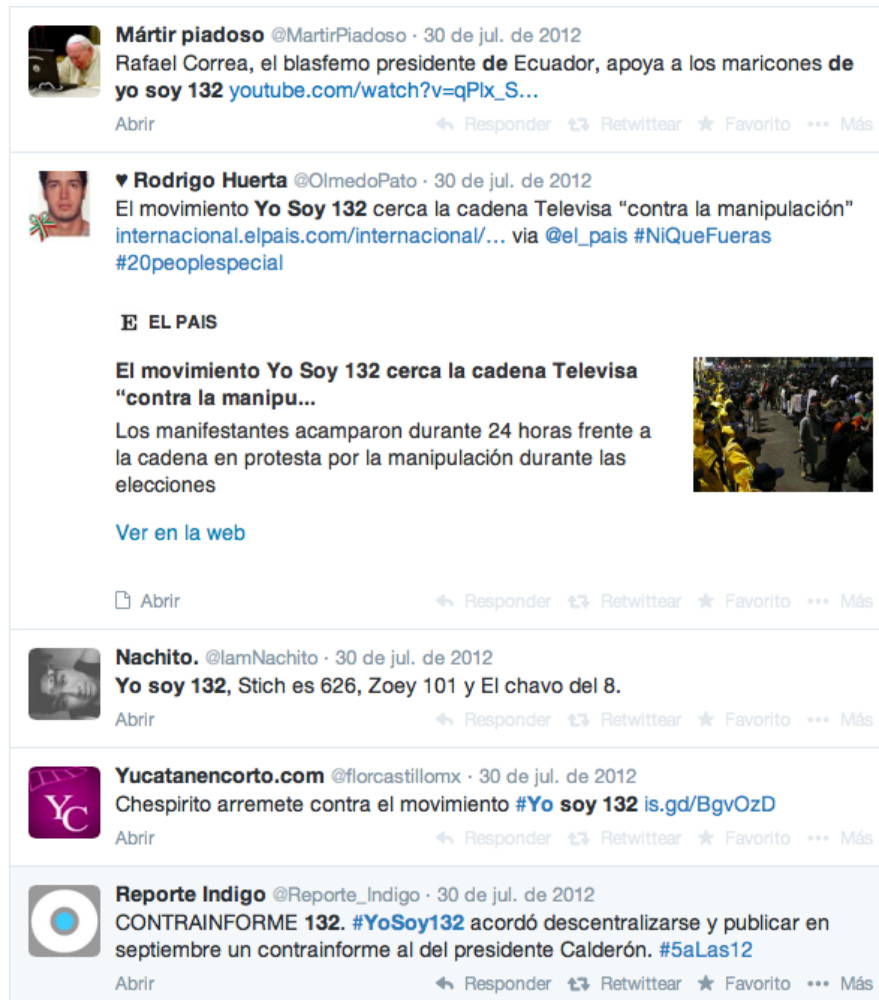 Mártir piadoso @MartirPiadoso · 30 de jul. de 2012
Rafael Correa, el blasfemo presidente de Ecuador, apoya a los maricones de
yo soy 132 youtube.com/watch?v=qPlx_S...
Abrir Responder Retwittear Favorito Más
♥ Rodrigo Huerta @OlmedoPato · 30 de jul. de 2012
El movimiento Yo Soy 132 cerca la cadena Televisa “contra la manipulación”
internacional.elpais.com/internacional/... via @el_pais #NiQueFueras
#20peoplespecial
E EL PAIS
El movimiento Yo Soy 132 cerca la cadena Televisa
“contra la manipu...
Los manifestantes acamparon durante 24 horas frente a
la cadena en protesta por la manipulación durante las
elecciones
Ver en la web
Abrir Responder Retwittear Favorito Más
Nachito. @IamNachito · 30 de jul. de 2012
Yo soy 132, Stich es 626, Zoey 101 y El chavo del 8.
Abrir Responder Retwittear Favorito Más
YC
Yucatanencorto.com @florcastillomx · 30 de jul. de 2012
Chespirito arremete contra el movimiento #Yo soy 132 is.gd/BgvOzD
Abrir Responder Retwittear Favorito Más
Reporte Indigo @Reporte_Indigo · 30 de jul. de 2012
CONTRAINFORME 132. #YoSoy132 acordó descentralizarse y publicar en
septiembre un contrainforme al del presidente Calderón. #5aLas12
Abrir Responder Retwittear Favorito Más